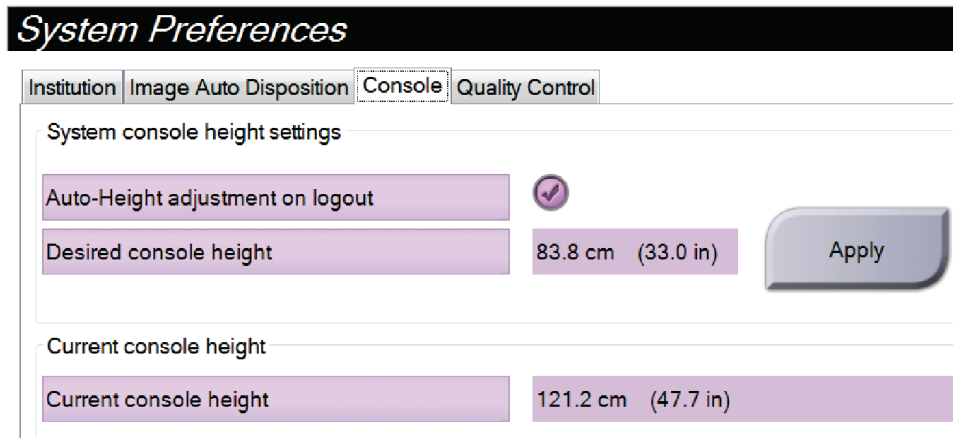 System Preferences
Institution Image Auto Disposition Console Quality Control
System console height settings
Auto-Height adjustment on logout
Desired console height 83.8 cm (33.0 in) Apply
Current console height
Current console height 121.2 cm (47.7 in)